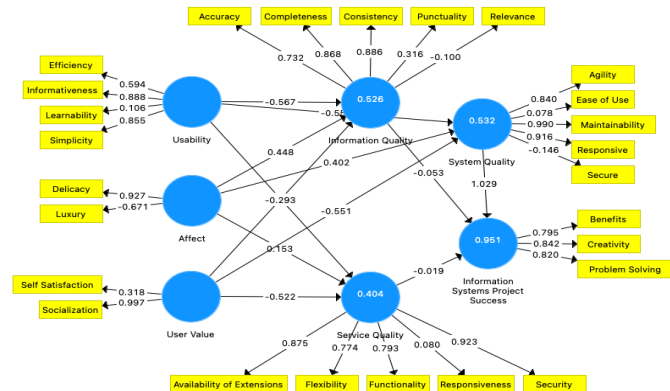 Accuracy
Completeness
Consistency
Punctuality
Relevance
0.732
0.868
0.886
0.316
-0.100
Efficiency
Informativeness
Learnability
Simplicity
0.594
0.888
0.106
0.855
Usability
-0.567
0.526
Information Quality
0.532
System Quality
Agility
Ease of Use
Maintainability
Responsive
Secure
0.840
0.078
0.990
0.916
-0.146
0.448
0.402
-0.293
-0.053
1.029
Delicacy
Luxury
0.927
-0.671
Affect
-0.551
0.153
0.951
Information
Systems Project
Success
Benefits
Creativity
Problem Solving
0.795
0.842
0.820
Self Satisfaction
Socialization
0.318
0.997
User Value
-0.522
-0.019
0.404
Service Quality
0.875
0.774
0.793
0.080
0.923
Availability of Extensions
Flexibility
Functionality
Responsiveness
Security